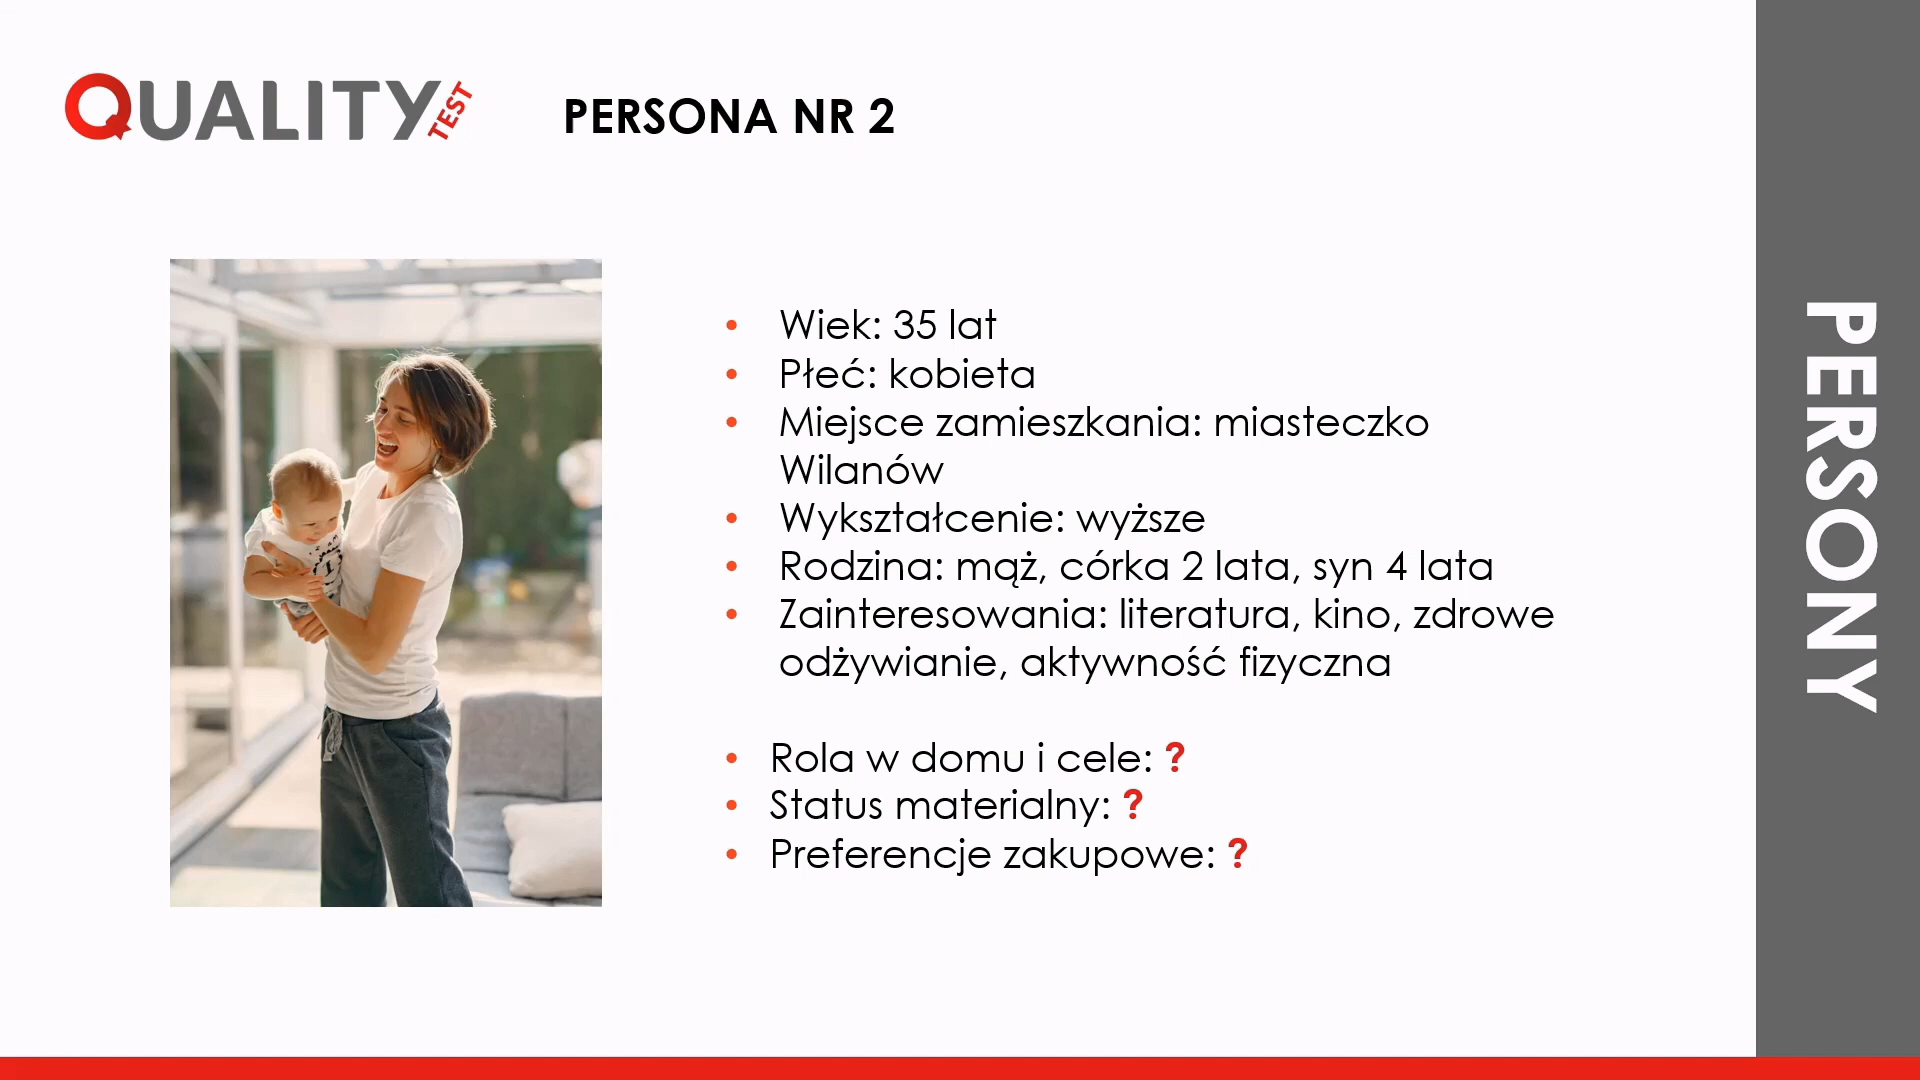 QUALITY TEST
PERSONA NR 2
• Wiek: 35 lat
• Płeć: kobieta
• Miejsce zamieszkania: miasteczko
Wilanów
• Wykształcenie: wyższe
• Rodzina: mąż, córka 2 lata, syn 4 lata
• Zainteresowania: literatura, kino, zdrowe
odżywianie, aktywność fizyczna
• Rola w domu i cele: ?
• Status materialny: ?
• Preferencje zakupowe: ?
PERSONY